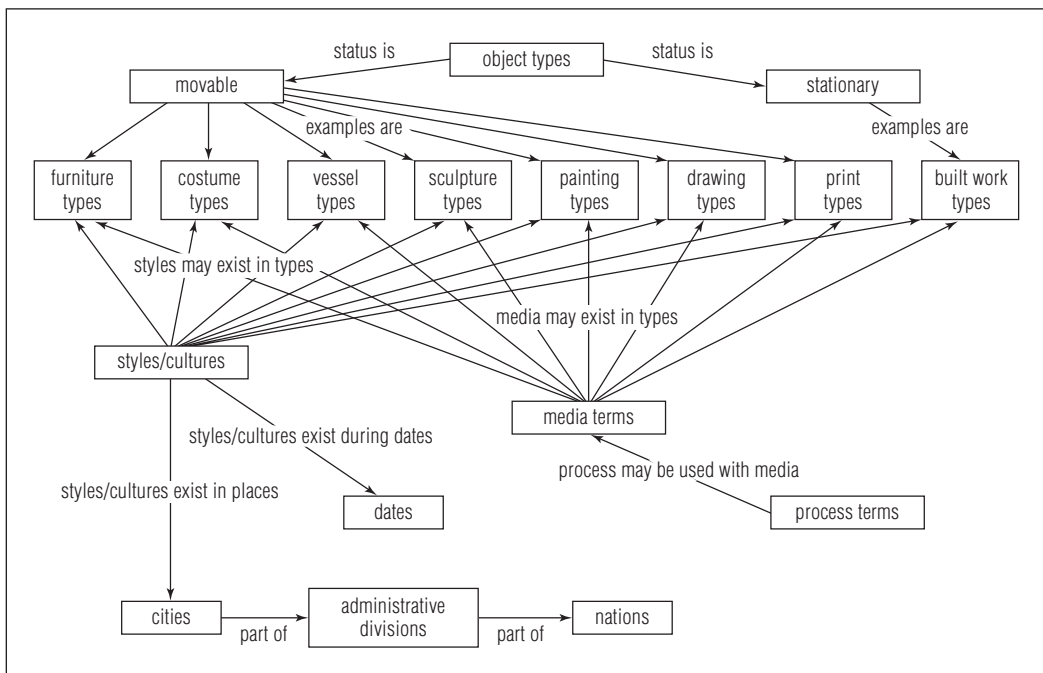 status is
object types
status is
movable
stationary
examples are
examples are
furniture
types
costume
types
vessel
types
sculpture
types
painting
types
drawing
types
print
types
built work
types
styles may exist in types
media may exist in types
styles/cultures
media terms
styles/cultures exist during dates
process may be used with media
styles/cultures exist in places
dates
process terms
cities
part of
administrative
divisions
part of
nations